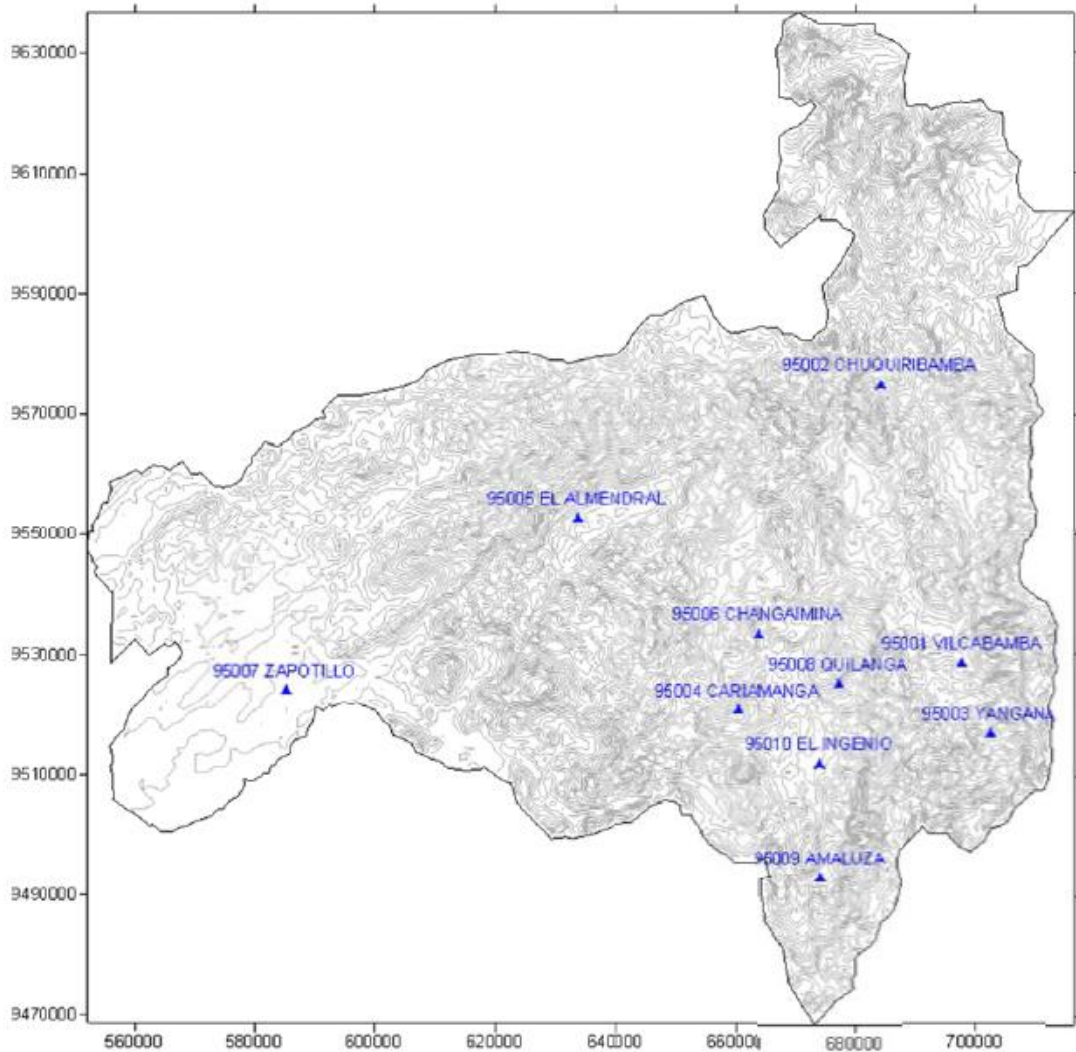 9630000
9610000
9590000
95002 CHUQUIRIBAMBA
9570000
95005 EL ALMENDRAL
9550000
95006 CHANGAIMINA
95001 VILCABAMBA
9530000
95007 ZAPOTILLO
95008 QUILANGA
95004 CARIAMANGA
95003 YANGANA
95010 EL INGENIO
9510000
95009 AMALUZA
9490000
9470000
560000 580000 600000 620000 640000 660000 680000 700000